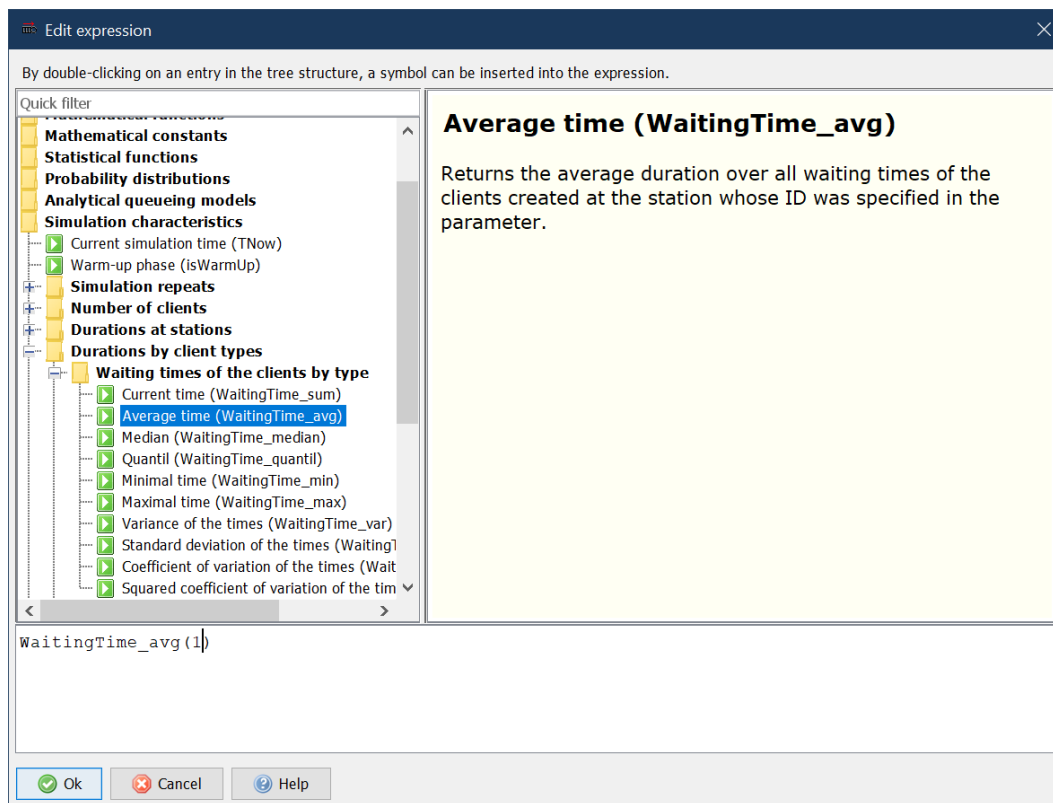 Edit expression
By double-clicking on an entry in the tree structure, a symbol can be inserted into the expression.
Quick filter
Mathematical constants
Statistical functions
Probability distributions
Analytical queueing models
Simulation characteristics
Current simulation time (TNow)
Warm-up phase (isWarmUp)
Simulation repeats
Number of clients
Durations at stations
Durations by client types
Waiting times of the clients by type
Current time (WaitingTime_sum)
Average time (WaitingTime_avg)
Median (WaitingTime_median)
Quantil (WaitingTime_quantil)
Minimal time (WaitingTime_min)
Maximal time (WaitingTime_max)
Variance of the times (WaitingTime_var)
Standard deviation of the times (WaitingT
Coefficient of variation of the times (Wait
Squared coefficient of variation of the tim
Average time (WaitingTime_avg)
Returns the average duration over all waiting times of the
clients created at the station whose ID was specified in the
parameter.
WaitingTime_avg(1)
Ok
Cancel
Help